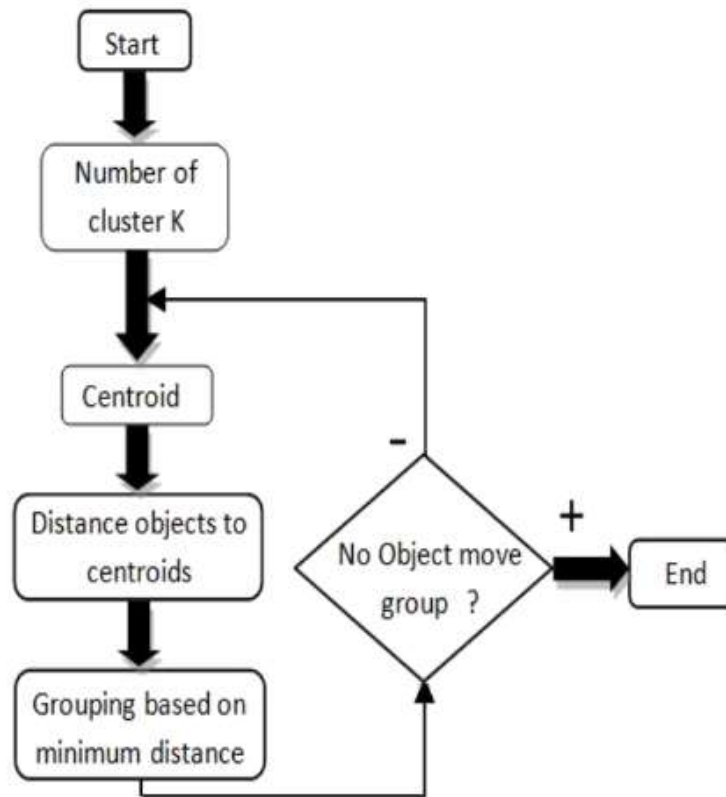 Start
Number of
cluster K
Centroid
Distance objects to
centroids
Grouping based on
minimum distance
-
No Object move
group ?
+
End